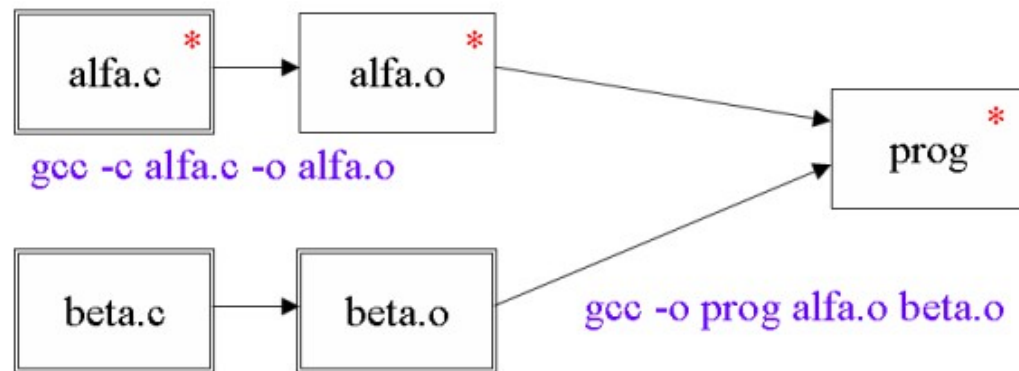 alfa.c *
alfa.o *
prog *
gcc -c alfa.c -o alfa.o
beta.c
beta.o
gcc -o prog alfa.o beta.o